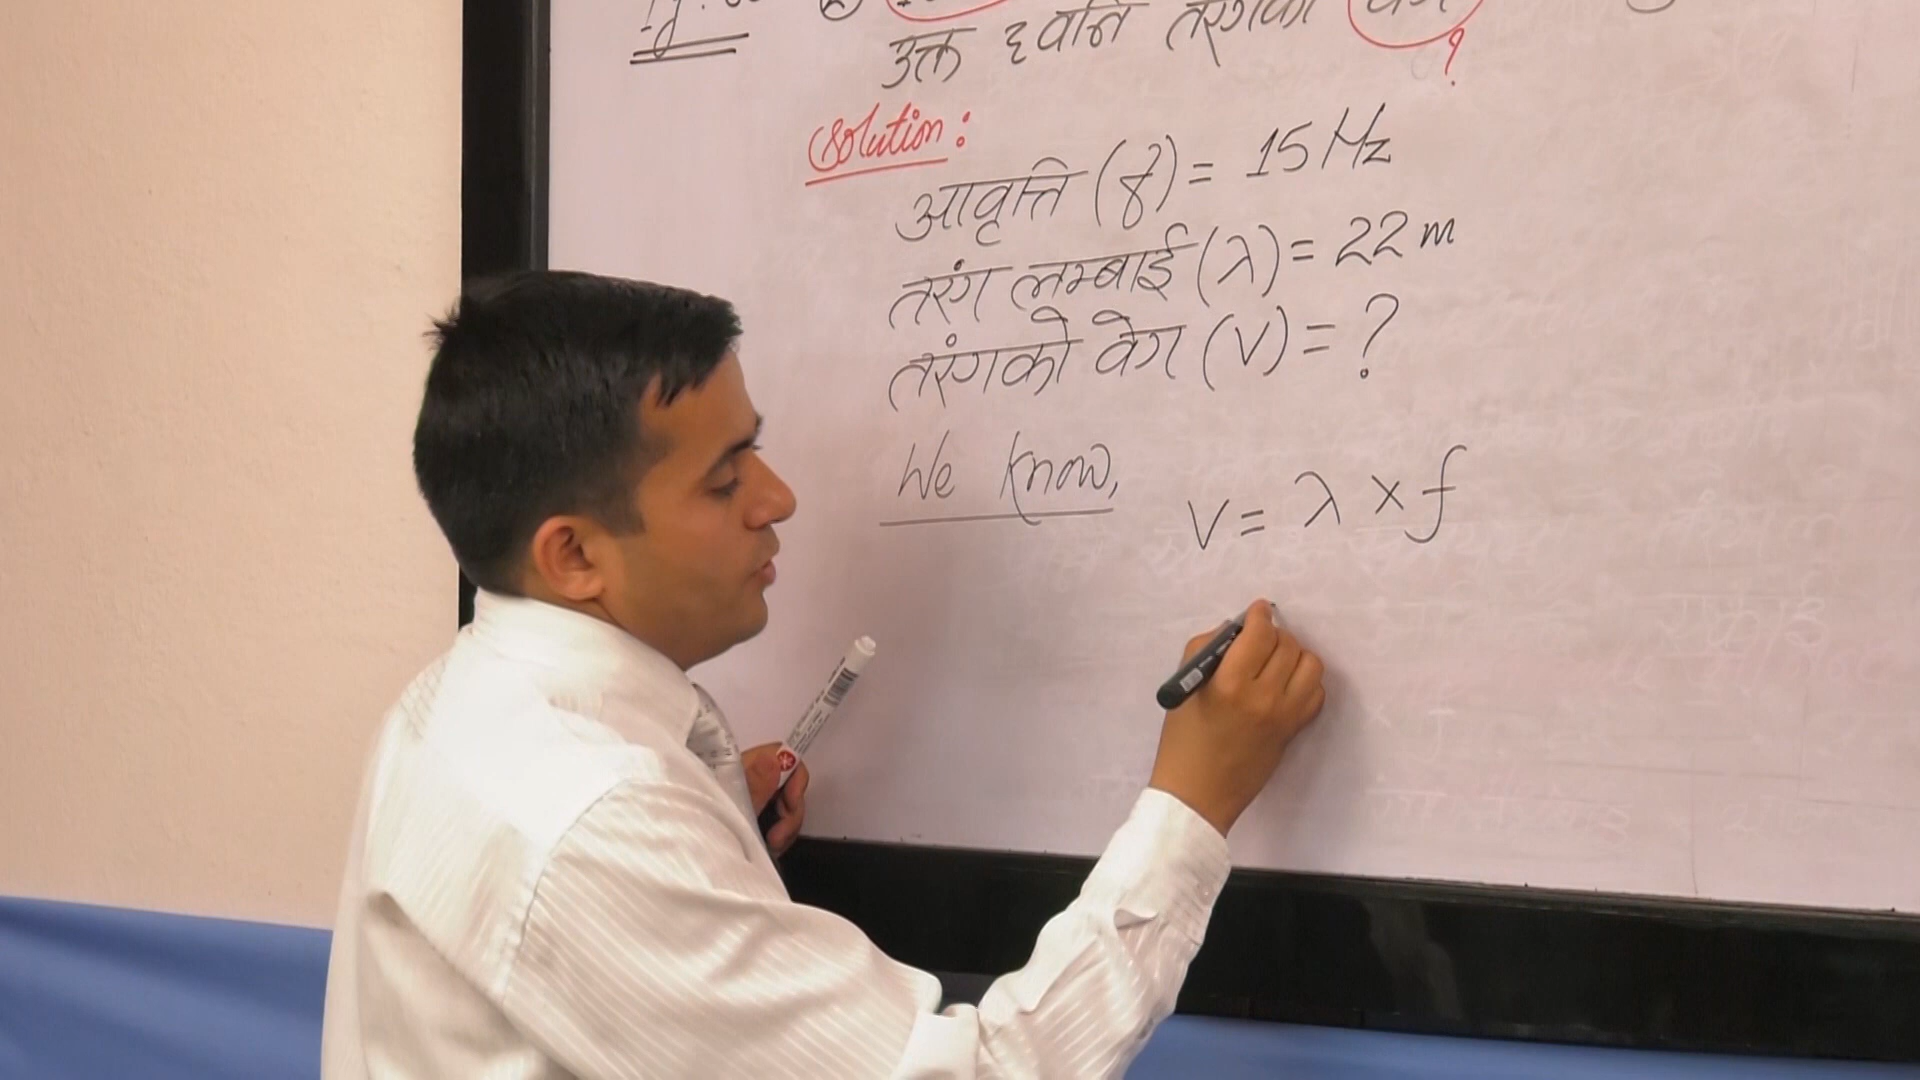 उक्त ध्वनि तरंगको वेग ?
Solution:
आवृत्ति (f) = 15 Hz
तरंग लम्बाई (λ) = 22 m
तरंगको वेग (v) = ?
We know,
v = λ × f